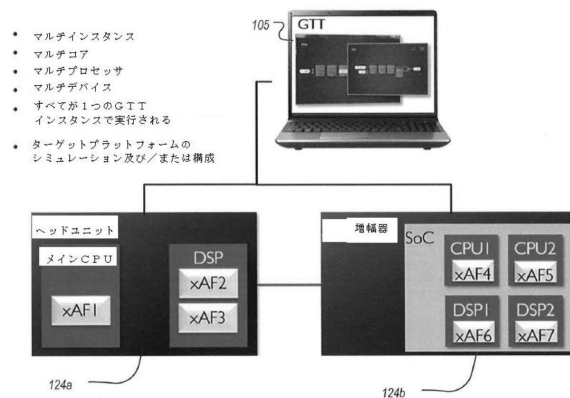 105
GTT
• マルチインスタンス
• マルチコア
• マルチプロセッサ
• マルチデバイス
• すべてが１つのＧＴＴ
インスタンスで実行される
• ターゲットプラットフォームの
シミュレーション及び／または構成
ヘッドユニット
メインＣＰＵ
xAF1
DSP
xAF2
xAF3
124a
増幅器
SoC
CPU1
xAF4
CPU2
xAF5
DSP1
xAF6
DSP2
xAF7
124b